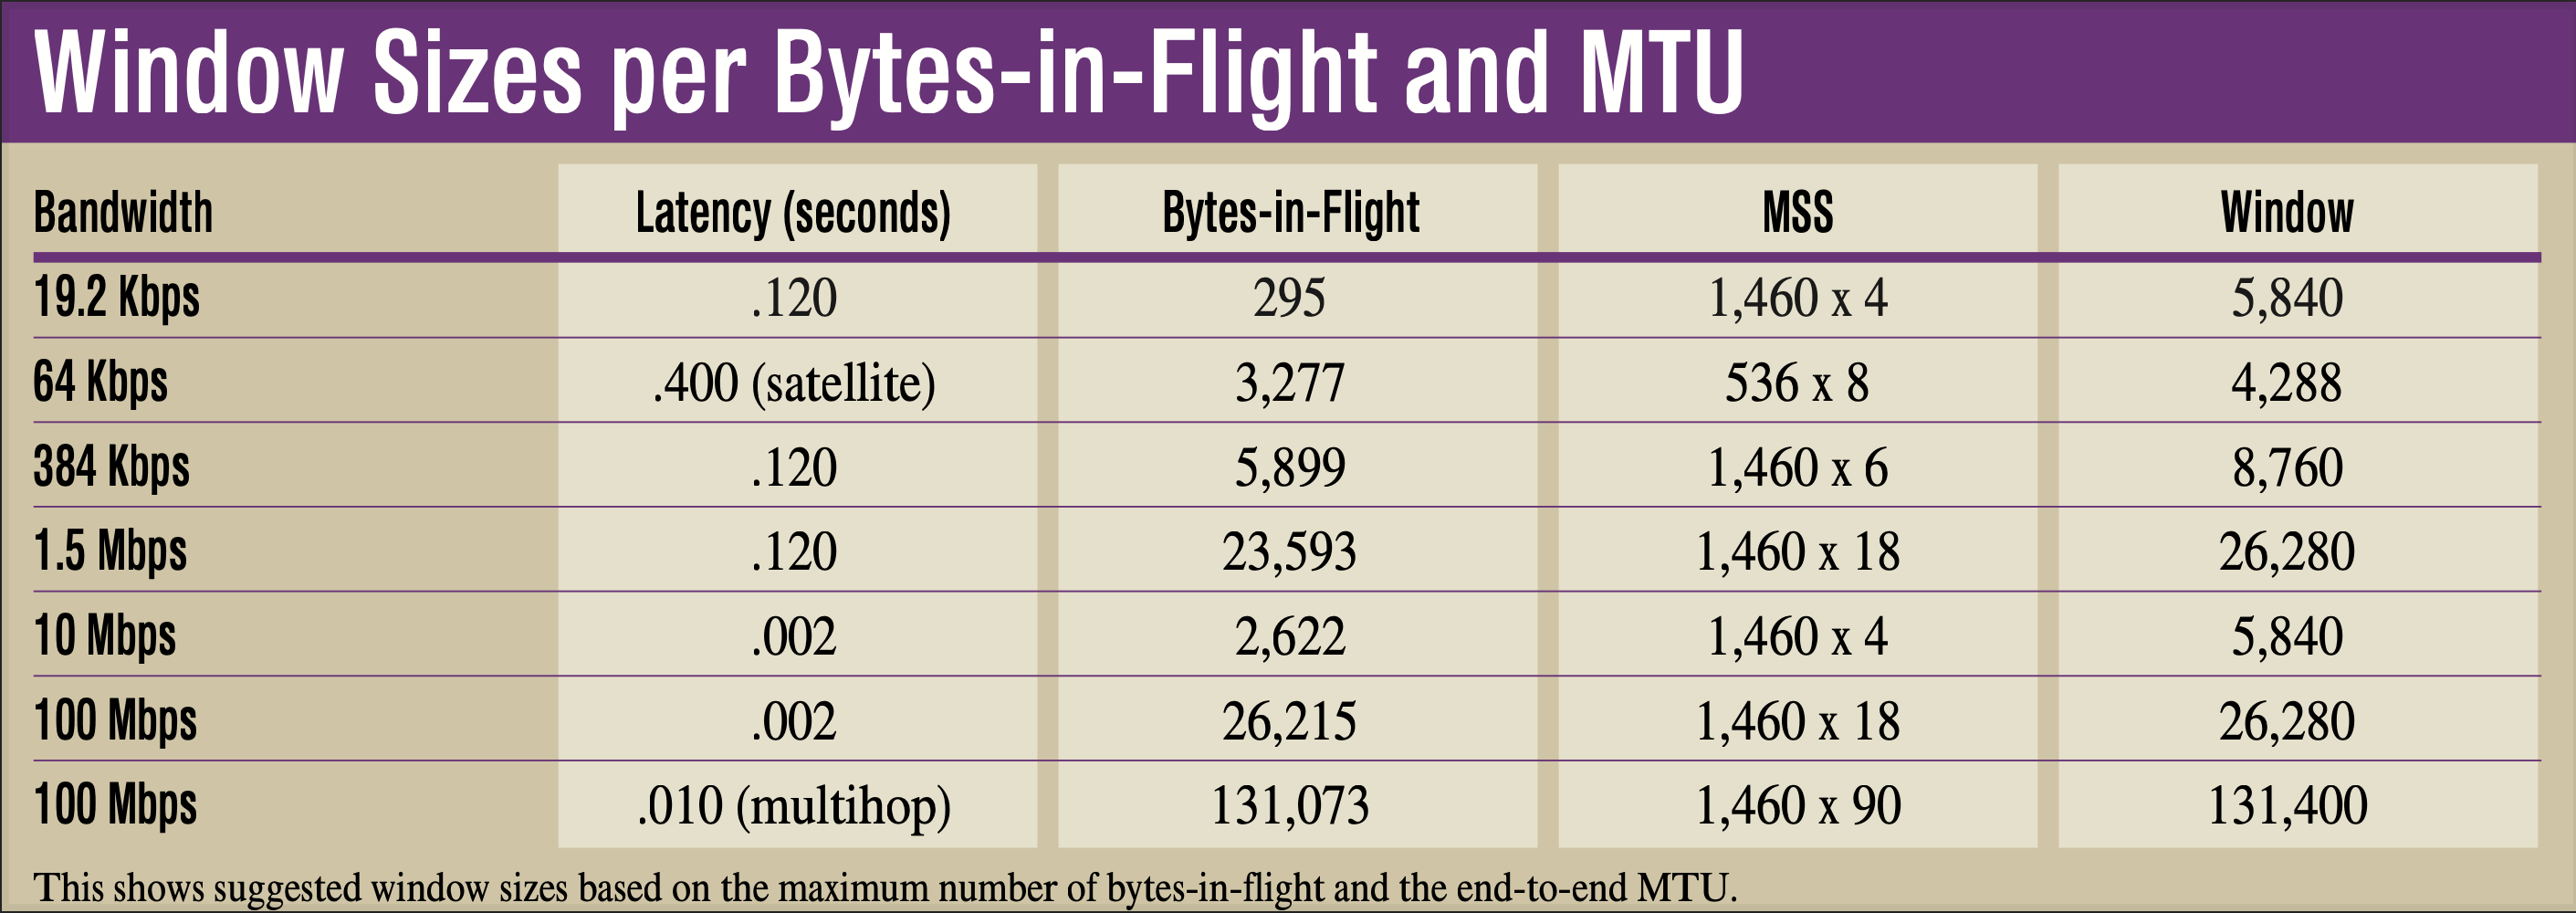 Window Sizes per Bytes-in-Flight and MTU
Bandwidth Latency (seconds) Bytes-in-Flight MSS Window
19.2 Kbps .120 295 1,460 x 4 5,840
64 Kbps .400 (satellite) 3,277 536 x 8 4,288
384 Kbps .120 5,899 1,460 x 6 8,760
1.5 Mbps .120 23,593 1,460 x 18 26,280
10 Mbps .002 2,622 1,460 x 4 5,840
100 Mbps .002 26,215 1,460 x 18 26,280
100 Mbps .010 (multihop) 131,073 1,460 x 90 131,400
This shows suggested window sizes based on the maximum number of bytes-in-flight and the end-to-end MTU.